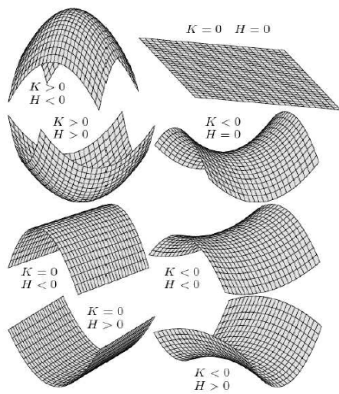 K = 0 H = 0
K > 0
H < 0
K > 0
H > 0
K < 0
H = 0
K = 0
H < 0
K < 0
H < 0
K = 0
H > 0
K < 0
H > 0